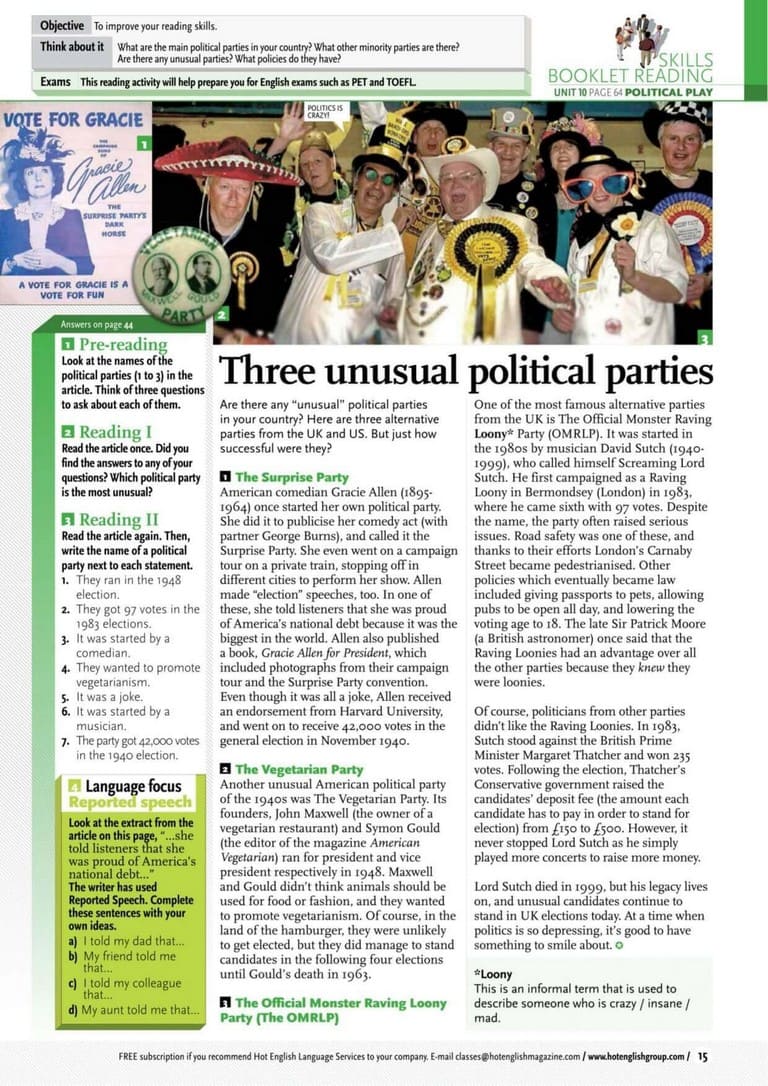 Objective To improve your reading skills.
Think about it What are the main political parties in your country? What other minority parties are there?
Are there any unusual parties? What policies do they have?
Exams This reading activity will help prepare you for English exams such as PET and TOEFL.
SKILLS
BOOKLET READING
UNIT 10 PAGE 64 POLITICAL PLAY
VOTE FOR GRACIE
1
THE
CAMPAIGN
SONG
OF
Gracie
Allen
THE
SURPRISE PARTY'S
DARK
HORSE
A VOTE FOR GRACIE IS A
VOTE FOR FUN
VEGETARIAN
MAXWELL GOULD
PARTY
2
POLITICS IS
CRAZY!
3
Answers on page 44
1 Pre-reading
Look at the names of the
political parties (1 to 3) in the
article. Think of three questions
to ask about each of them.
2 Reading I
Read the article once. Did you
find the answers to any of your
questions? Which political party
is the most unusual?
3 Reading II
Read the article again. Then,
write the name of a political
party next to each statement.
1. They ran in the 1948
election.
2. They got 97 votes in the
1983 elections.
3. It was started by a
comedian.
4. They wanted to promote
vegetarianism.
5. It was a joke.
6. It was started by a
musician.
7. The party got 42,000 votes
in the 1940 election.
4 Language focus
Reported speech
Look at the extract from the
article on this page, "...she
told listeners that she
was proud of America's
national debt..."
The writer has used
Reported Speech. Complete
these sentences with your
own ideas.
a) I told my dad that...
b) My friend told me
that...
c) I told my colleague
that...
d) My aunt told me that...
Three unusual political parties
Are there any "unusual" political parties
in your country? Here are three alternative
parties from the UK and US. But just how
successful were they?
1 The Surprise Party
American comedian Gracie Allen (1895-
1964) once started her own political party.
She did it to publicise her comedy act (with
partner George Burns), and called it the
Surprise Party. She even went on a campaign
tour on a private train, stopping off in
different cities to perform her show. Allen
made "election" speeches, too. In one of
these, she told listeners that she was proud
of America's national debt because it was the
biggest in the world. Allen also published
a book, Gracie Allen for President, which
included photographs from their campaign
tour and the Surprise Party convention.
Even though it was all a joke, Allen received
an endorsement from Harvard University,
and went on to receive 42,000 votes in the
general election in November 1940.
2 The Vegetarian Party
Another unusual American political party
of the 1940s was The Vegetarian Party. Its
founders, John Maxwell (the owner of a
vegetarian restaurant) and Symon Gould
(the editor of the magazine American
Vegetarian) ran for president and vice
president respectively in 1948. Maxwell
and Gould didn't think animals should be
used for food or fashion, and they wanted
to promote vegetarianism. Of course, in the
land of the hamburger, they were unlikely
to get elected, but they did manage to stand
candidates in the following four elections
until Gould's death in 1963.
3 The Official Monster Raving Loony
Party (The OMRLP)
One of the most famous alternative parties
from the UK is The Official Monster Raving
Loony* Party (OMRLP). It was started in
the 1980s by musician David Sutch (1940-
1999), who called himself Screaming Lord
Sutch. He first campaigned as a Raving
Loony in Bermondsey (London) in 1983,
where he came sixth with 97 votes. Despite
the name, the party often raised serious
issues. Road safety was one of these, and
thanks to their efforts London's Carnaby
Street became pedestrianised. Other
policies which eventually became law
included giving passports to pets, allowing
pubs to be open all day, and lowering the
voting age to 18. The late Sir Patrick Moore
(a British astronomer) once said that the
Raving Loonies had an advantage over all
the other parties because they knew they
were loonies.
Of course, politicians from other parties
didn't like the Raving Loonies. In 1983,
Sutch stood against the British Prime
Minister Margaret Thatcher and won 235
votes. Following the election, Thatcher's
Conservative government raised the
candidates' deposit fee (the amount each
candidate has to pay in order to stand for
election) from £150 to £500. However, it
never stopped Lord Sutch as he simply
played more concerts to raise more money.
Lord Sutch died in 1999, but his legacy lives
on, and unusual candidates continue to
stand in UK elections today. At a time when
politics is so depressing, it's good to have
something to smile about.
*Loony
This is an informal term that is used to
describe someone who is crazy / insane /
mad.
FREE subscription if you recommend Hot English Language Services to your company. E-mail classes@hotenglishmagazine.com / www.hotenglishgroup.com / 15